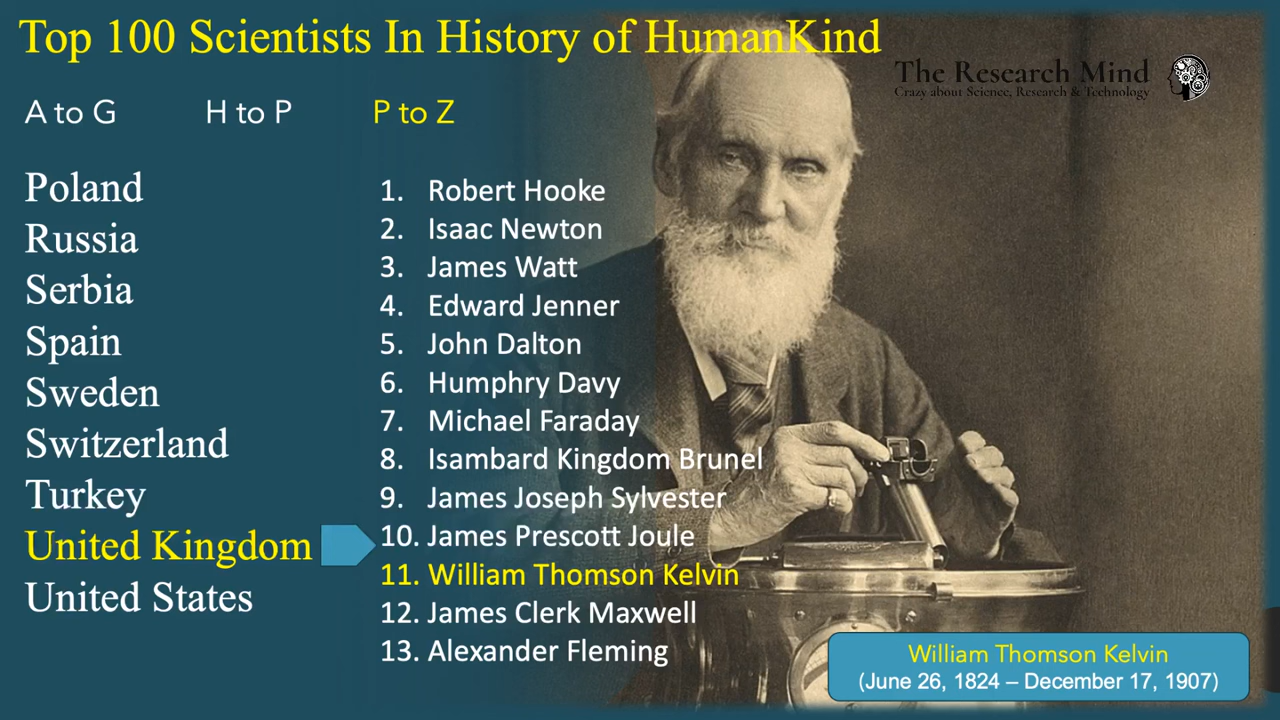 Top 100 Scientists In History of HumanKind
The Research Mind
Crazy about Science, Research & Technology
A to G
H to P
P to Z
Poland
Russia
Serbia
Spain
Sweden
Switzerland
Turkey
United Kingdom
United States
1. Robert Hooke
2. Isaac Newton
3. James Watt
4. Edward Jenner
5. John Dalton
6. Humphry Davy
7. Michael Faraday
8. Isambard Kingdom Brunel
9. James Joseph Sylvester
10. James Prescott Joule
11. William Thomson Kelvin
12. James Clerk Maxwell
13. Alexander Fleming
William Thomson Kelvin
(June 26, 1824 – December 17, 1907)